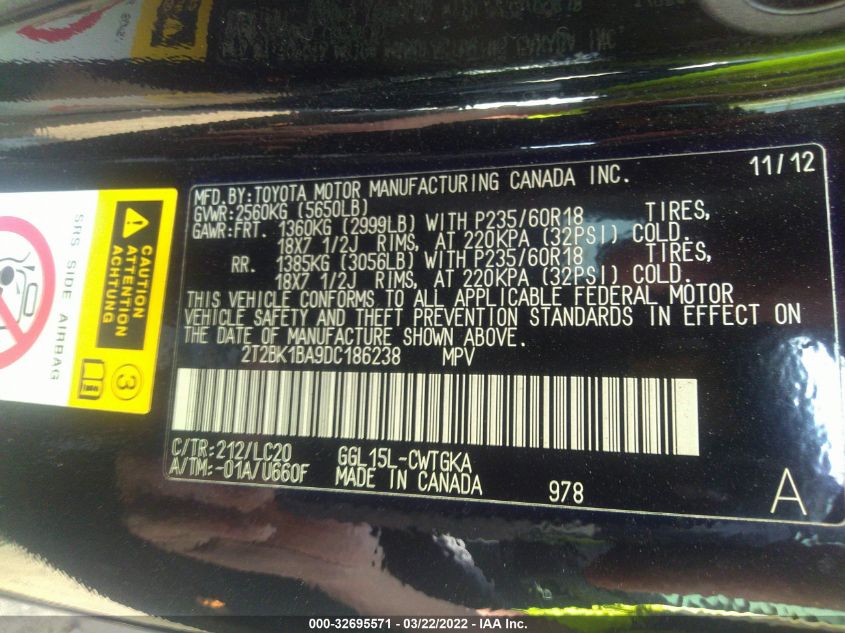 MFD.BY:TOYOTA MOTOR MANUFACTURING CANADA INC. 11/12
GVWR:2560KG (5650LB)
GAWR:FRT. 1360KG (2999LB) WITH P235/60R18 TIRES,
18X7 1/2J RIMS, AT 220KPA (32PSI) COLD.
RR. 1385KG (3056LB) WITH P235/60R18 TIRES,
18X7 1/2J RIMS, AT 220KPA (32PSI) COLD.
THIS VEHICLE CONFORMS TO ALL APPLICABLE FEDERAL MOTOR
VEHICLE SAFETY AND THEFT PREVENTION STANDARDS IN EFFECT ON
THE DATE OF MANUFACTURE SHOWN ABOVE.
2T2BK1BA9DC186238 MPV
C/TR:212/LC20 GGL15L-CWTGKA
A/TM:-01A/U660F MADE IN CANADA 978 A
SRS SIDE AIRBAG
CAUTION
ATTENTION
ACHTUNG
3
000-32695571 - 03/22/2022 - IAA Inc.